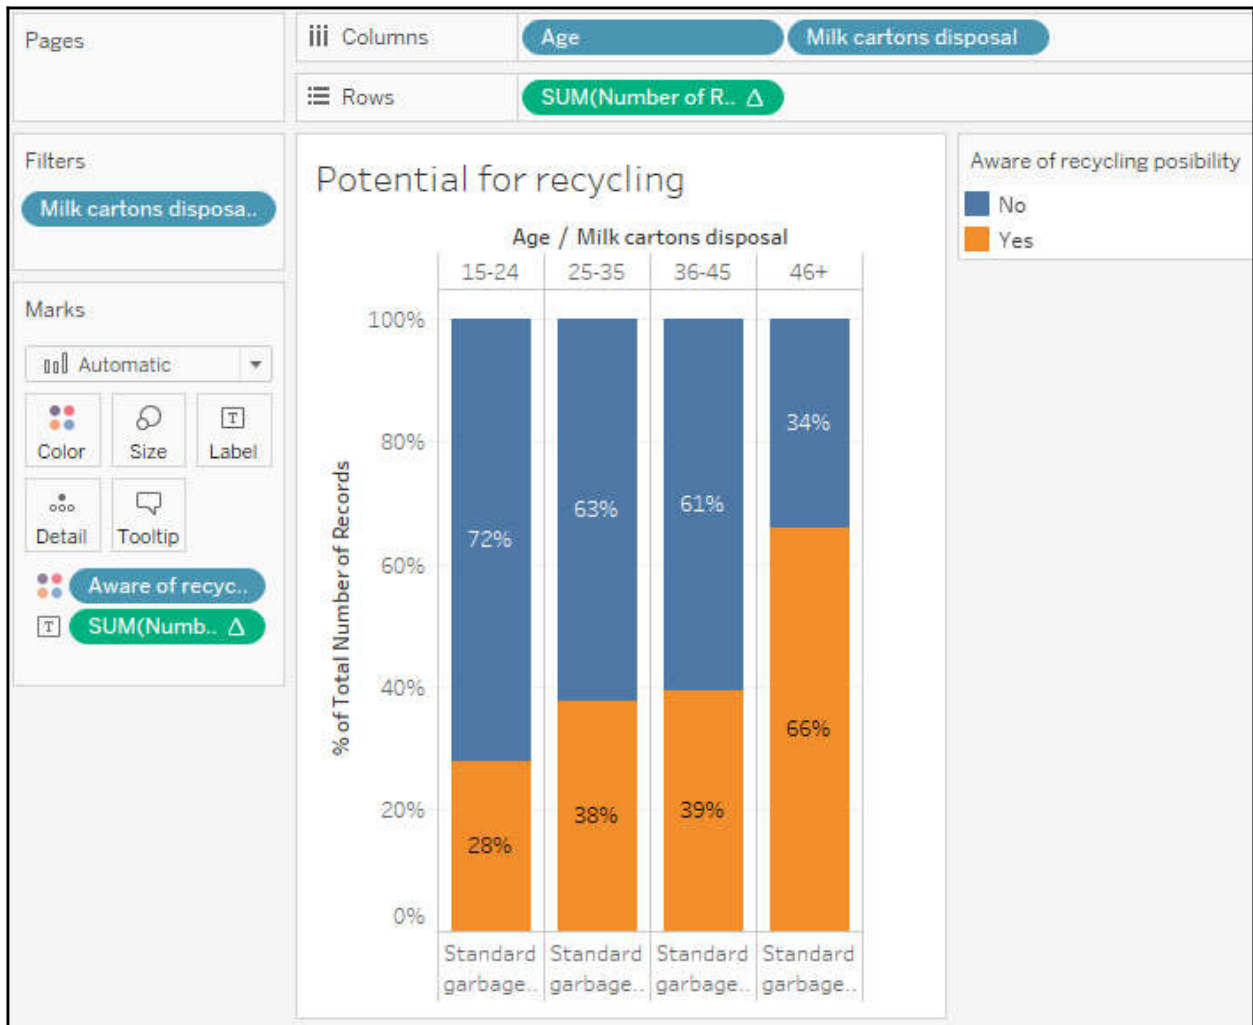 Pages
Columns
Age
Milk cartons disposal
Rows
SUM(Number of R.. Δ
Filters
Milk cartons disposa..
Marks
Automatic
Color
Size
T
Label
Detail
Tooltip
Aware of recyc..
T
SUM(Numb.. Δ
Potential for recycling
Age / Milk cartons disposal
15-24 25-35 36-45 46+
% of Total Number of Records
100%
80%
60%
40%
20%
0%
72%
28%
63%
38%
61%
39%
34%
66%
Standard garbage..
Standard garbage..
Standard garbage..
Standard garbage..
Aware of recycling posibility
No
Yes